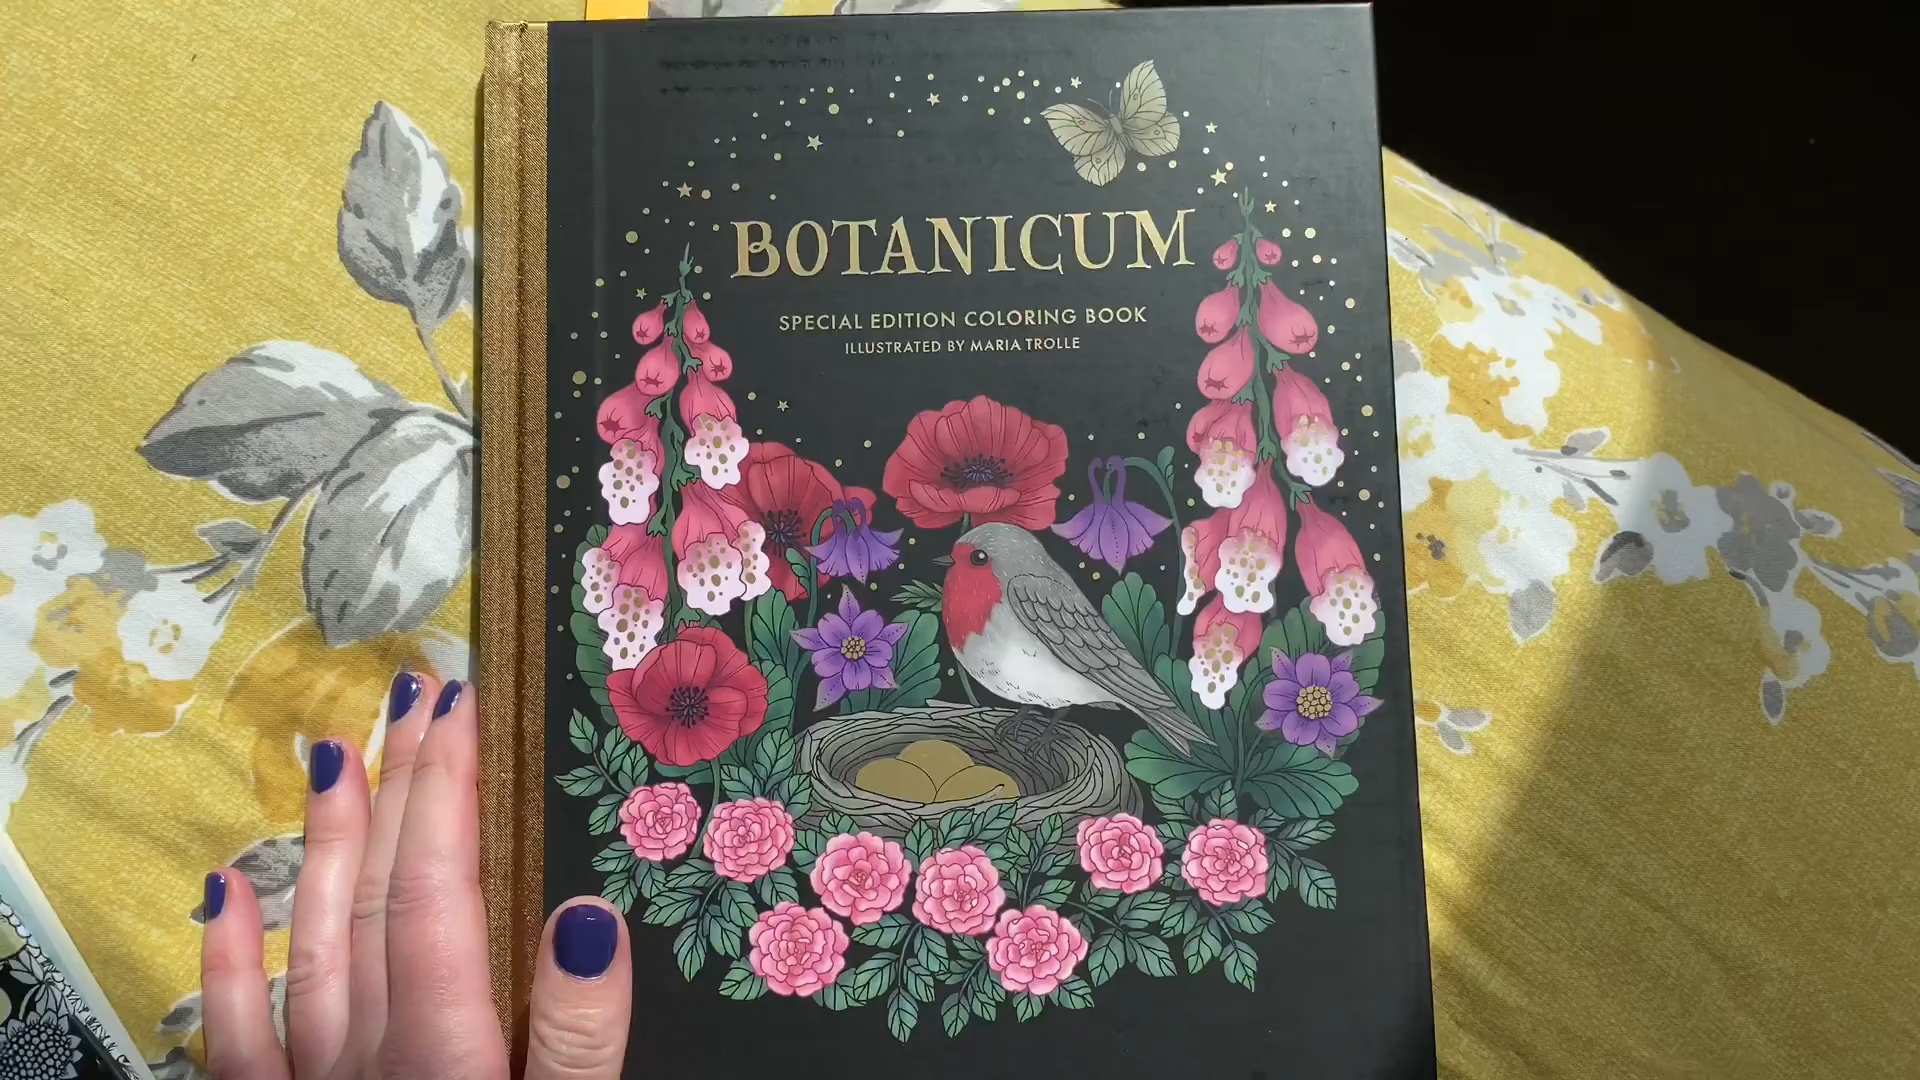 BOTANICUM
SPECIAL EDITION COLORING BOOK
ILLUSTRATED BY MARIA TROLLE